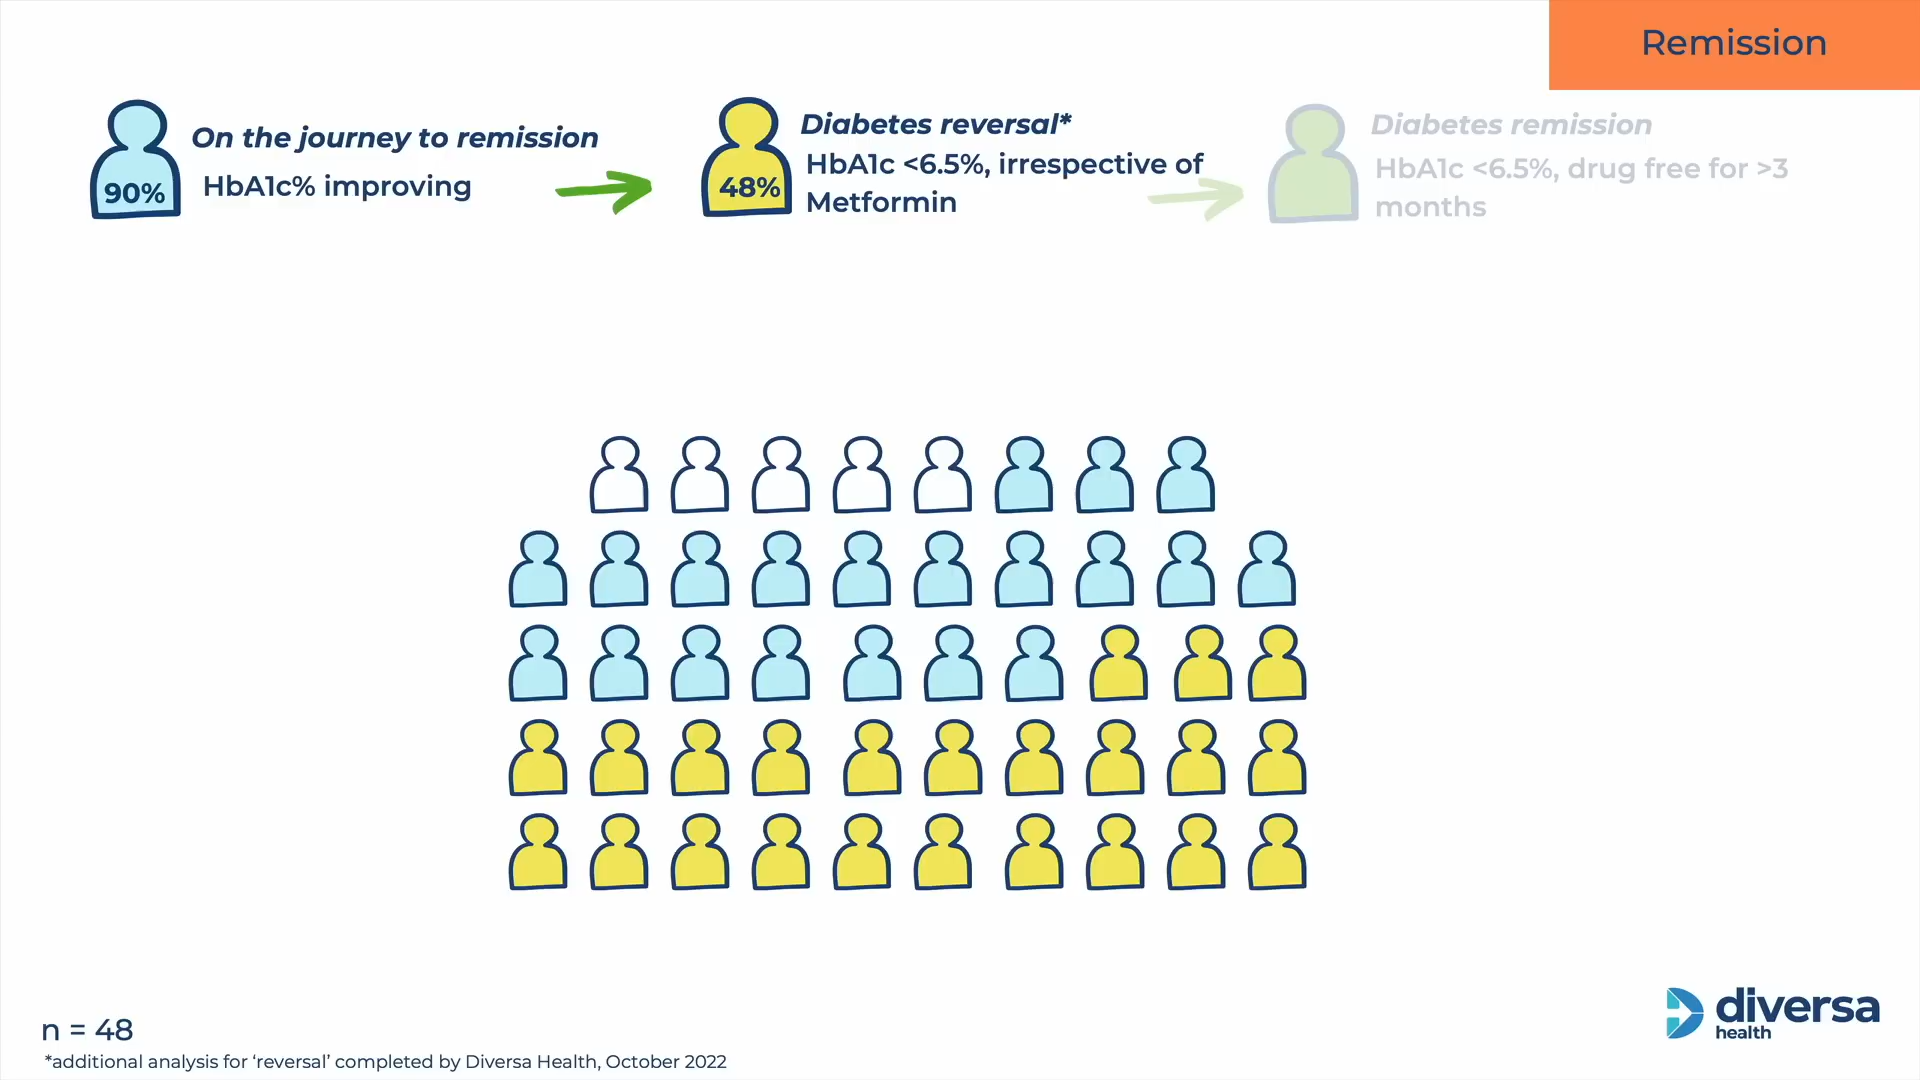 Remission
On the journey to remission
90%
HbA1c% improving
Diabetes reversal*
48%
HbA1c <6.5%, irrespective of
Metformin
Diabetes remission
HbA1c <6.5%, drug free for >3
months
n = 48
*additional analysis for ‘reversal’ completed by Diversa Health, October 2022
diversa
health